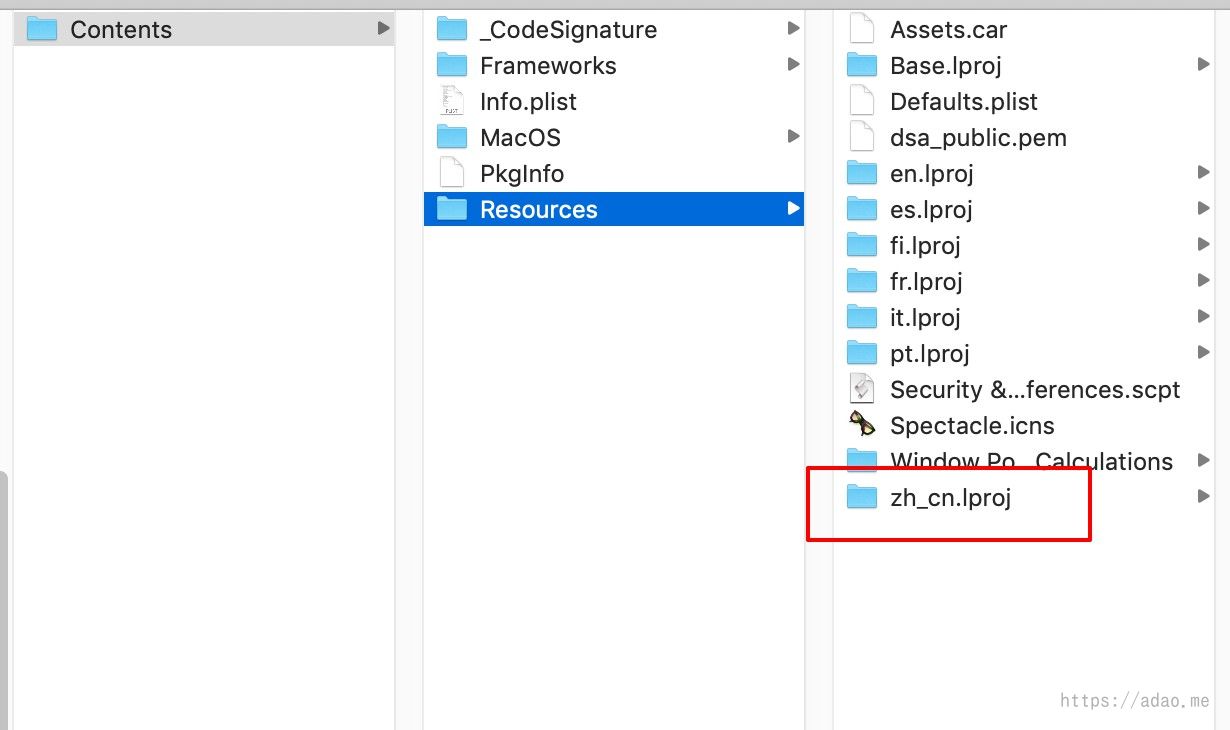 Contents
_CodeSignature
Frameworks
Info.plist
MacOS
PkgInfo
Resources
Assets.car
Base.lproj
Defaults.plist
dsa_public.pem
en.lproj
es.lproj
fi.lproj
fr.lproj
it.lproj
pt.lproj
Security &...ferences.scpt
Spectacle.icns
Window Po...Calculations
zh_cn.lproj
https://adao.me